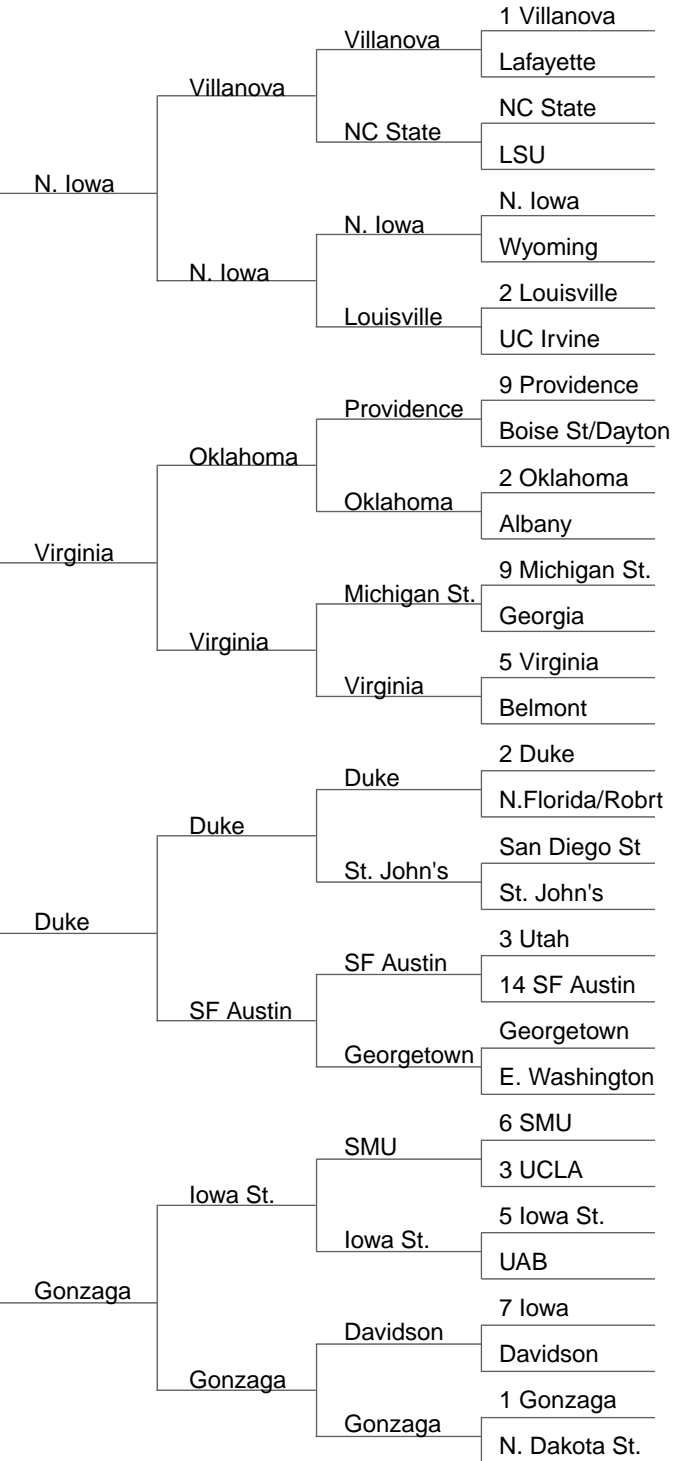 1 Villanova
Villanova
Lafayette
Villanova
NC State
NC State
LSU
N. Iowa
N. Iowa
N. Iowa
Wyoming
N. Iowa
2 Louisville
Louisville
UC Irvine
9 Providence
Providence
Boise St/Dayton
Oklahoma
2 Oklahoma
Oklahoma
Albany
Virginia
9 Michigan St.
Michigan St.
Georgia
Virginia
5 Virginia
Virginia
Belmont
2 Duke
Duke
N.Florida/Robrt
Duke
San Diego St
St. John's
St. John's
Duke
3 Utah
SF Austin
14 SF Austin
SF Austin
Georgetown
Georgetown
E. Washington
6 SMU
SMU
3 UCLA
Iowa St.
5 Iowa St.
Iowa St.
UAB
Gonzaga
7 Iowa
Davidson
Davidson
Gonzaga
1 Gonzaga
Gonzaga
N. Dakota St.